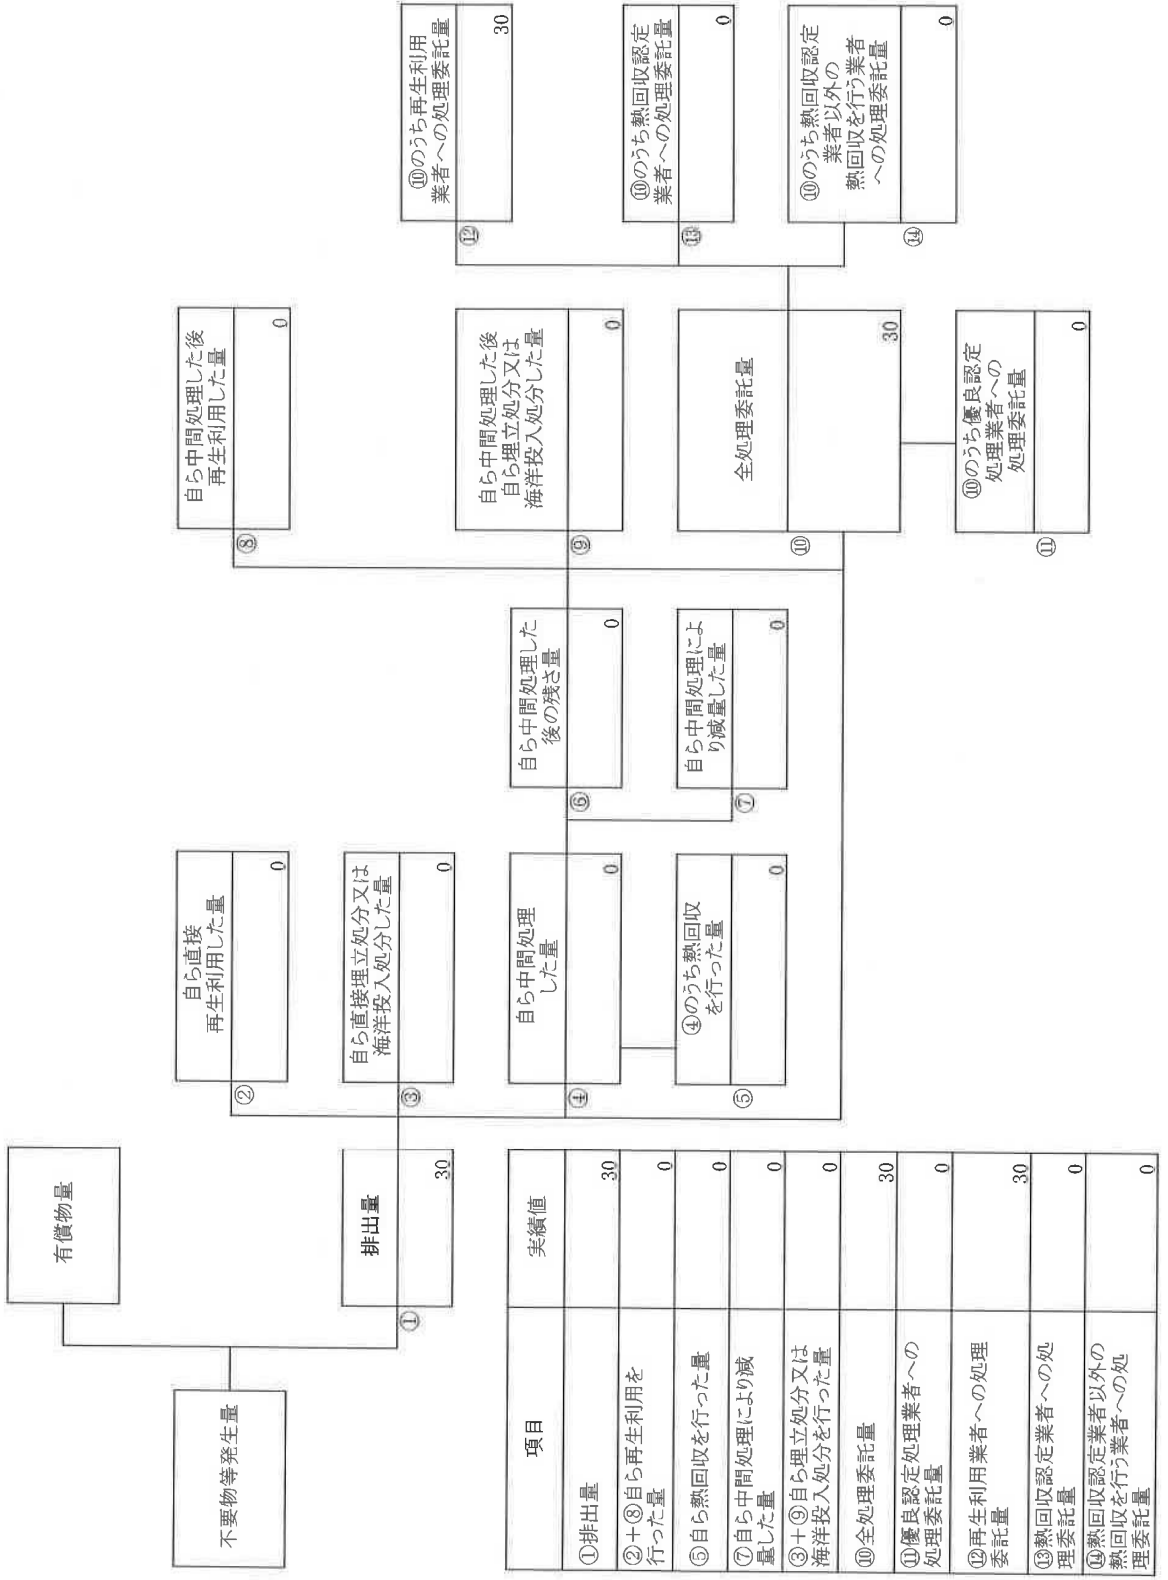 不要物等発生量
有償物量
①
排出量
30
②
自ら直接
再生利用した量
0
③
自ら直接埋立処分又は
海洋投入処分した量
0
④
自ら中間処理
した量
0
⑤
④のうち熱回収
を行った量
0
⑥
自ら中間処理した
後の残さ量
0
⑦
自ら中間処理によ
り減量した量
0
⑧
自ら中間処理した後
再生利用した量
0
⑨
自ら中間処理した後
自ら埋立処分又は
海洋投入処分した量
0
⑩
全処理委託量
30
⑪
⑩のうち優良認定
処理業者への
処理委託量
0
⑫
⑩のうち再生利用
業者への処理委託量
30
⑬
⑩のうち熱回収認定
業者への処理委託量
0
⑭
⑩のうち熱回収認定
業者以外の
熱回収を行う業者
への処理委託量
0
項目 実績値
①排出量 30
②+⑧自ら再生利用を
行った量 0
⑤自ら熱回収を行った量 0
⑦自ら中間処理により減
量した量 0
③+⑨自ら埋立処分又は
海洋投入処分を行った量 0
⑩全処理委託量 30
⑪優良認定処理業者への
処理委託量 0
⑫再生利用業者への処理
委託量 30
⑬熱回収認定業者への処
理委託量 0
⑭熱回収認定業者以外の
熱回収を行う業者への処
理委託量 0